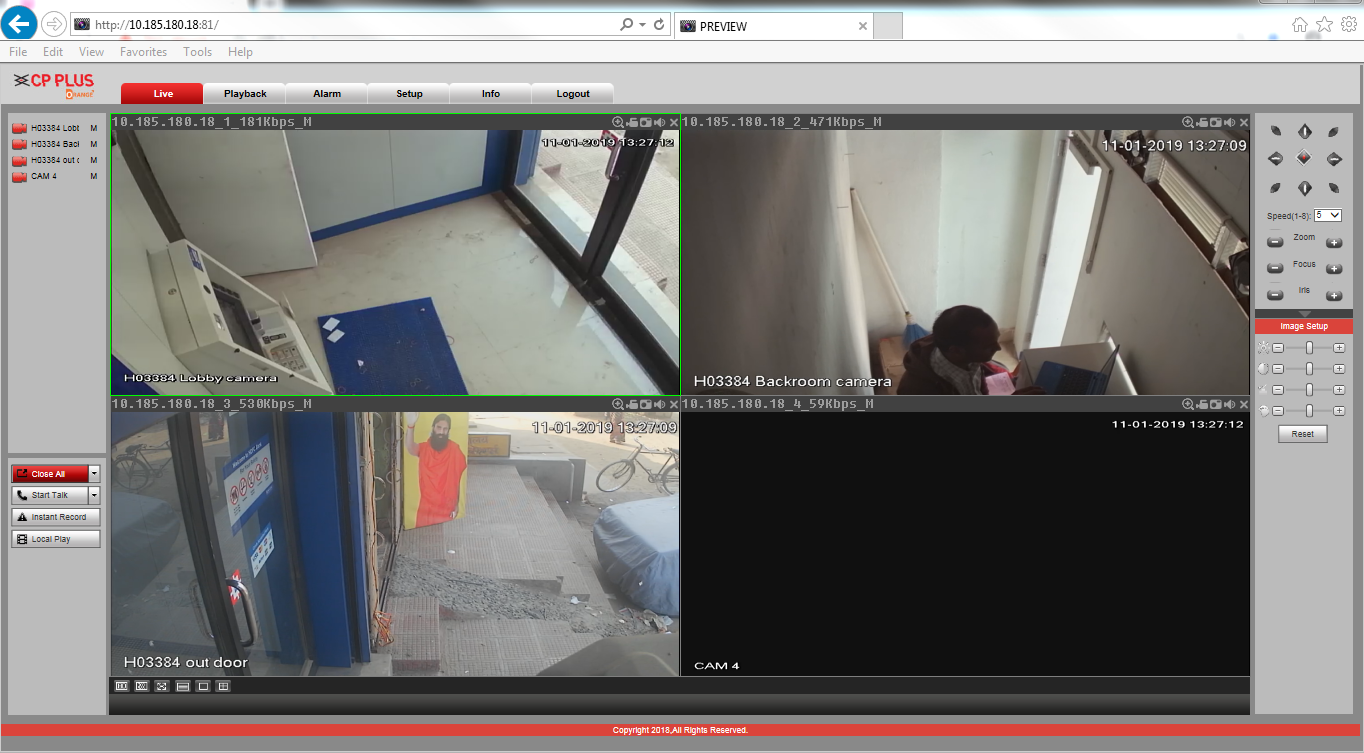 http://10.185.180.18:81/
PREVIEW
File Edit View Favorites Tools Help
CP PLUS
ORANGE
Live Playback Alarm Setup Info Logout
H03384 Lobb M
H03384 Bacl M
H03384 out c M
CAM 4 M
Close All
Start Talk
Instant Record
Local Play
10.185.180.18_1_181Kbps_M
11-01-2019 13:27:12
H03384 Lobby camera
10.185.180.18_2_471Kbps_M
11-01-2019 13:27:09
H03384 Backroom camera
10.185.180.18_3_530Kbps_M
11-01-2019 13:27:09
H03384 out door
10.185.180.18_4_59Kbps_M
11-01-2019 13:27:12
CAM 4
Speed(1-8): 5
Zoom
Focus
Iris
Image Setup
Reset
Copyright 2018,All Rights Reserved.